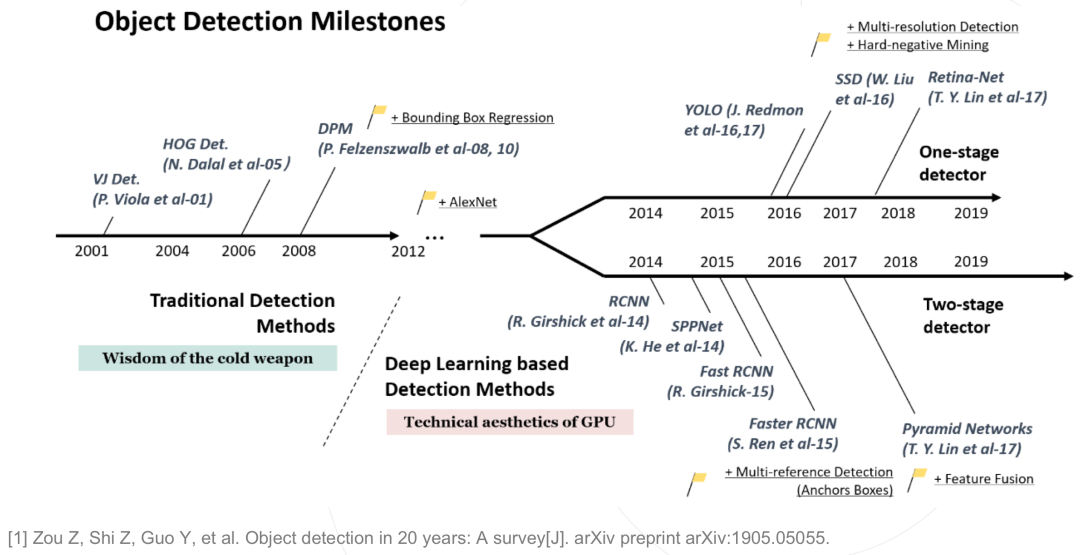 Object Detection Milestones
+ Multi-resolution Detection
+ Hard-negative Mining
SSD (W. Liu
et al-16)
Retina-Net
(T. Y. Lin et al-17)
YOLO (J. Redmon
et al-16,17)
+ Bounding Box Regression
DPM
(P. Felzenszwalb et al-08, 10)
HOG Det.
(N. Dalal et al-05)
VJ Det.
(P. Viola et al-01)
One-stage
detector
+ AlexNet
2014 2015 2016 2017 2018 2019
2001 2004 2006 2008 2012 ...
2014 2015 2016 2017 2018 2019
Traditional Detection
Methods
Wisdom of the cold weapon
RCNN
(R. Girshick et al-14)
SPPNet
(K. He et al-14)
Two-stage
detector
Deep Learning based
Detection Methods
Technical aesthetics of GPU
Fast RCNN
(R. Girshick-15)
Faster RCNN
(S. Ren et al-15)
Pyramid Networks
(T. Y. Lin et al-17)
+ Multi-reference Detection
(Anchors Boxes)
+ Feature Fusion
[1] Zou Z, Shi Z, Guo Y, et al. Object detection in 20 years: A survey[J]. arXiv preprint arXiv:1905.05055.